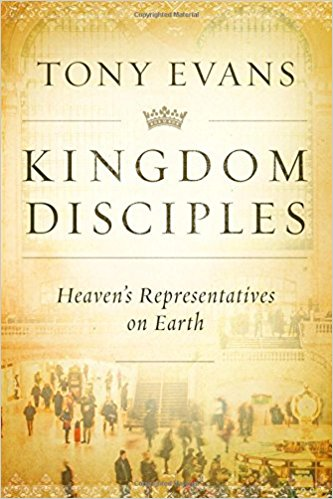 TONY EVANS
KINGDOM
DISCIPLES
Heaven's Representatives
on Earth